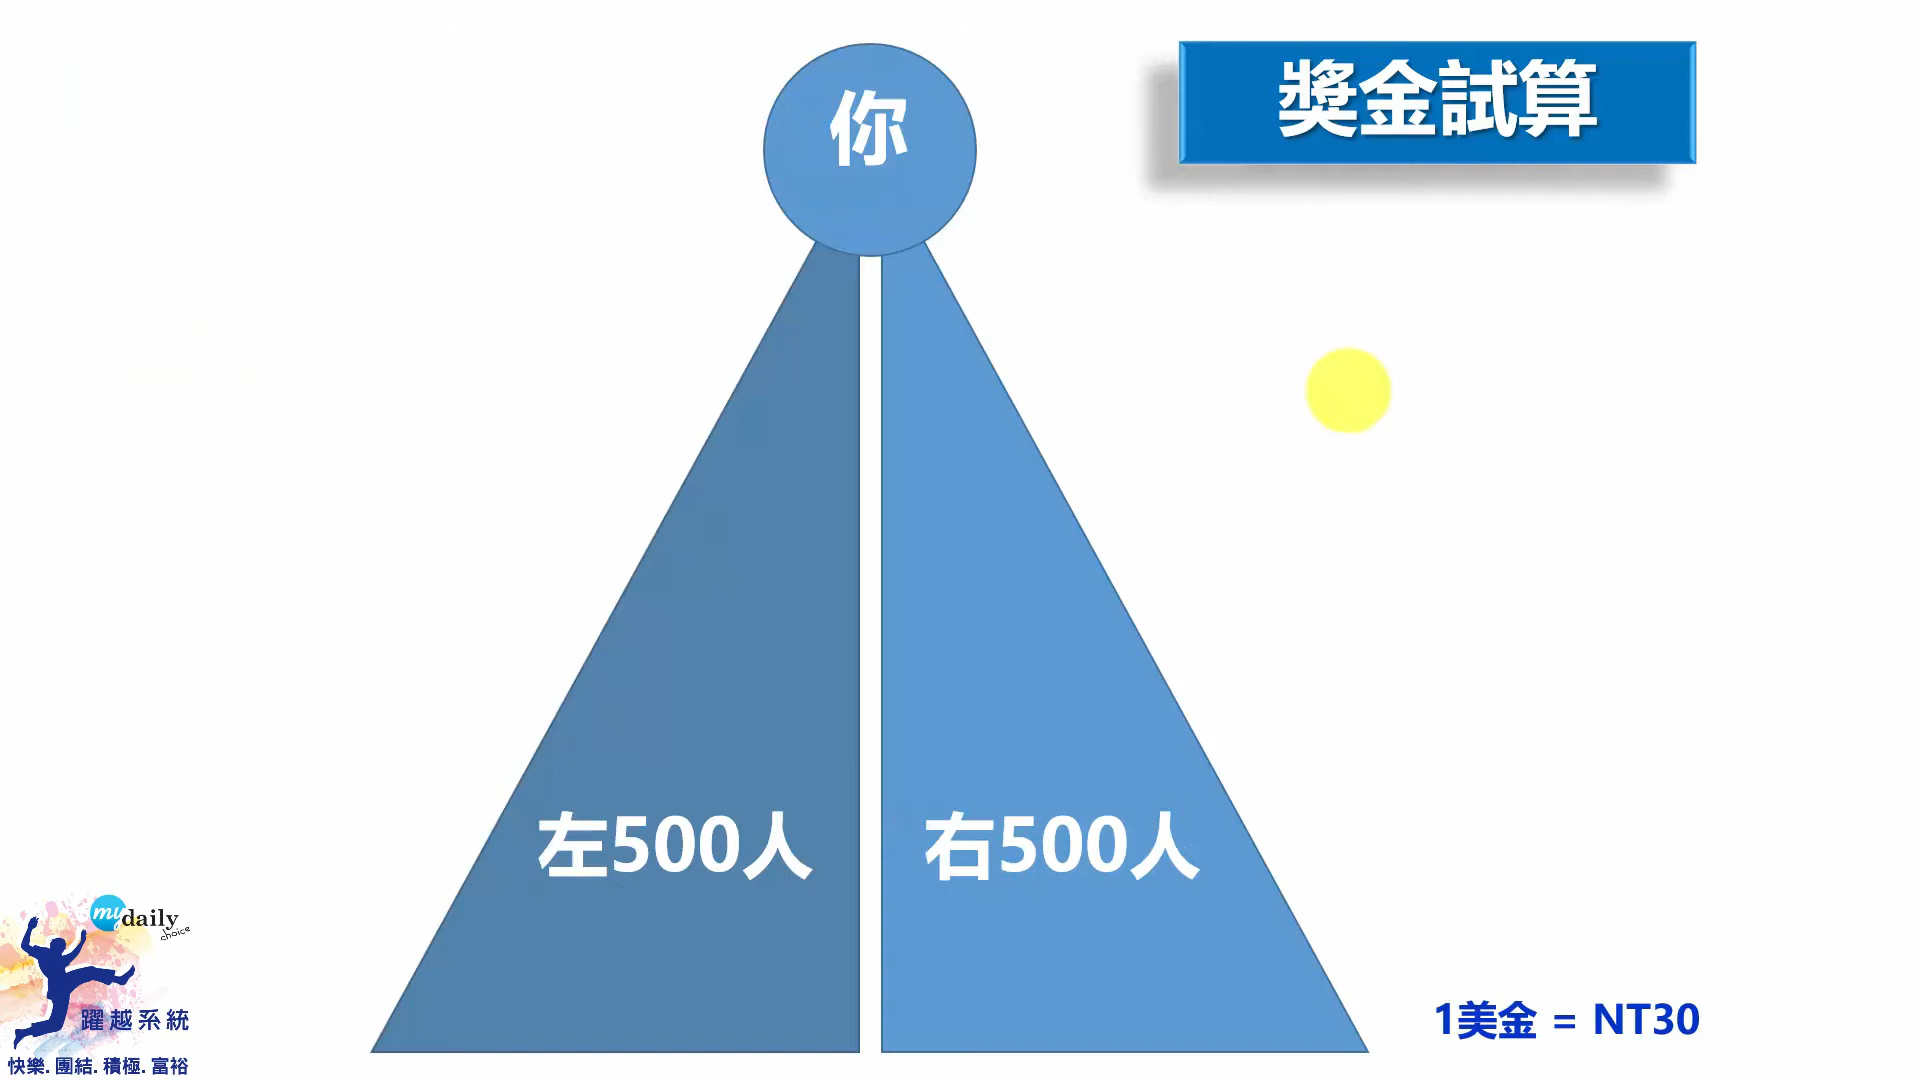 你
獎金試算
左500人
右500人
my daily
choice
躍越系統
快樂. 團結. 積極. 富裕
1美金 = NT30